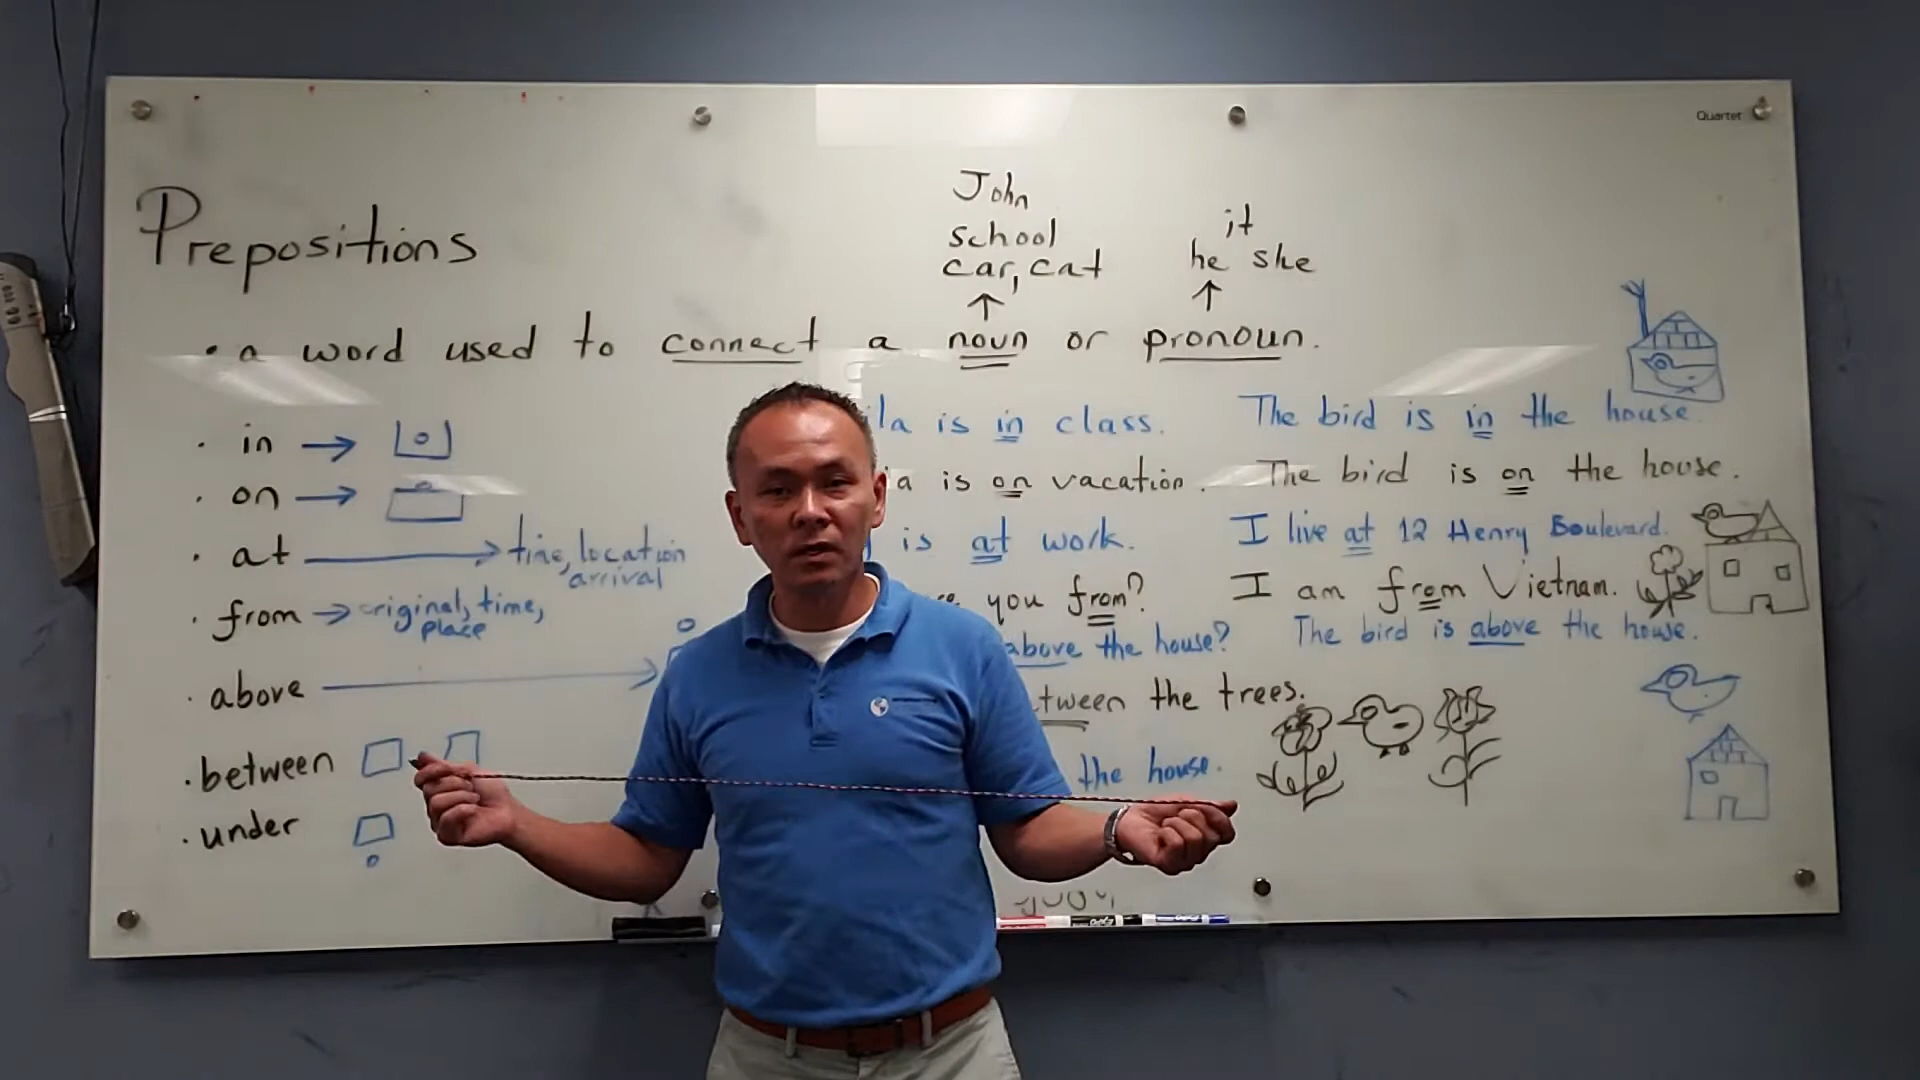 Quartet
Prepositions
John
school
car, cat
it
he she
• a word used to connect a noun or pronoun.
• in
• on
• at
time, location
arrival
• from
original, time,
place
• above
• between
• under
la is in class.
a is on vacation.
is at work.
you from?
above the house?
tween the trees.
the house.
The bird is in the house.
The bird is on the house.
I live at 12 Henry Boulevard.
I am from Vietnam.
The bird is above the house.